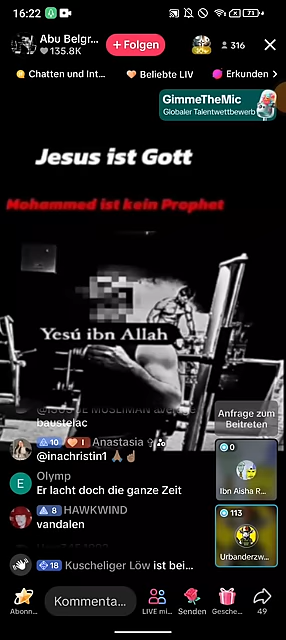 16:22
71
Abu Belgr...
135.8K
+ Folgen
316
Chatten und Int...
Beliebte LIV
Erkunden
GimmeTheMic
Globaler Talentwettbewerb
Jesus ist Gott
Mohammed ist kein Prophet
Yesú ibn Allah
baustelac
10 1 Anastasia
@inachristin1
Olymp
Er lacht doch die ganze Zeit
8 HAWKWIND
vandalen
18 Kuscheliger Löw ist bei...
Anfrage zum
Beitreten
0
Ibn Aisha R...
113
Urbanderzw...
Abonn...
Kommenta...
LIVE mi...
Senden
Gesche...
49